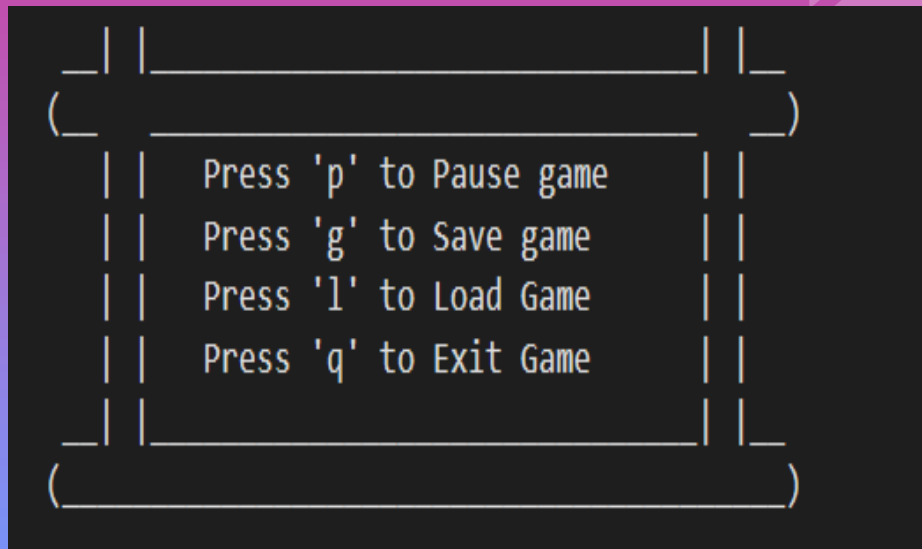 Press 'p' to Pause game
Press 'g' to Save game
Press 'l' to Load Game
Press 'q' to Exit Game